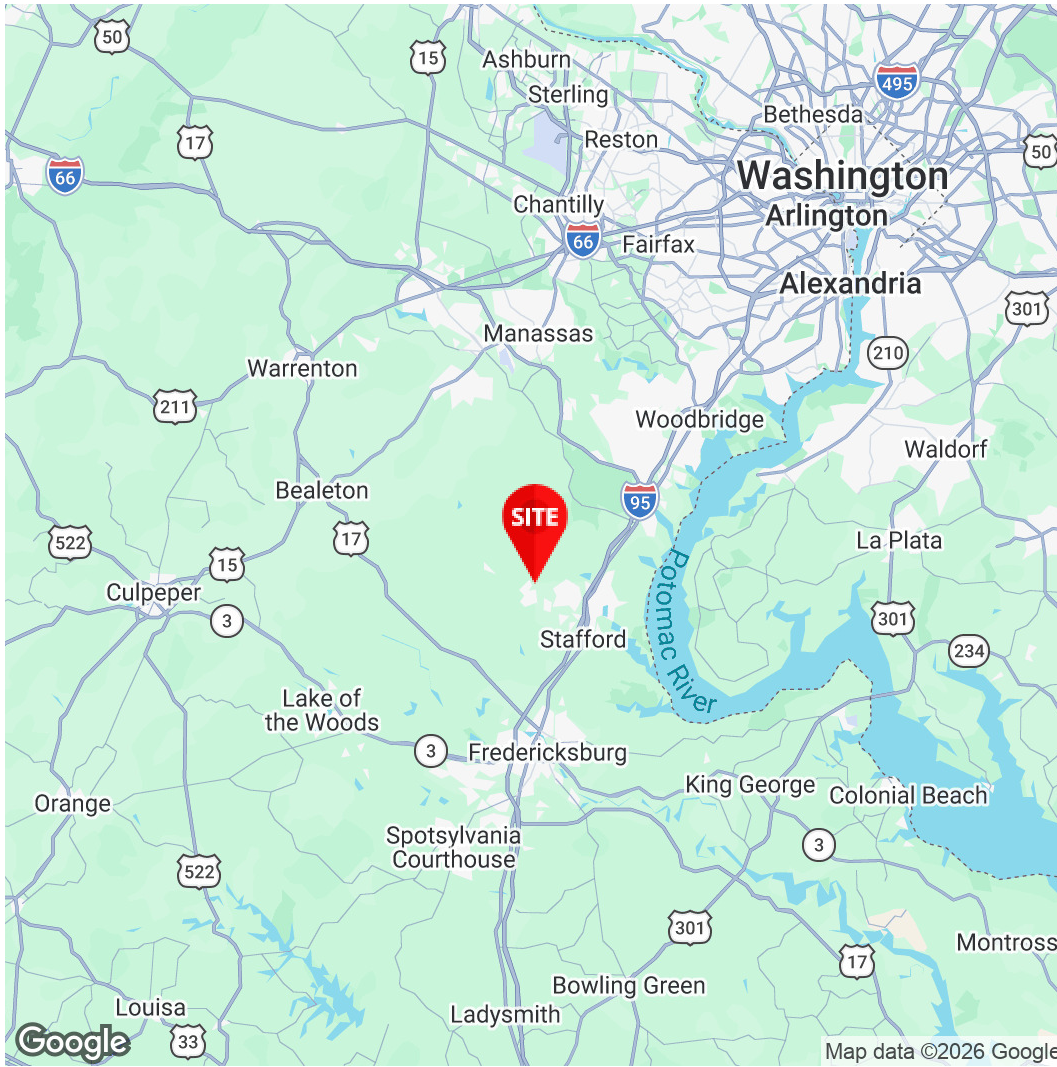 50
15
Ashburn
495
Sterling
Bethesda
17
Reston
50
66
Washington
Chantilly
Arlington
66
Fairfax
Alexandria
301
Manassas
210
Warrenton
211
Woodbridge
Waldorf
Bealeton
95
SITE
522
17
La Plata
15
Culpeper
Potomac River
3
301
Stafford
234
Lake of
the Woods
3
Fredericksburg
King George
Orange
Colonial Beach
Spotsylvania
Courthouse
3
522
301
Montross
17
Bowling Green
Louisa
Ladysmith
33
Google
Map data ©2026 Google